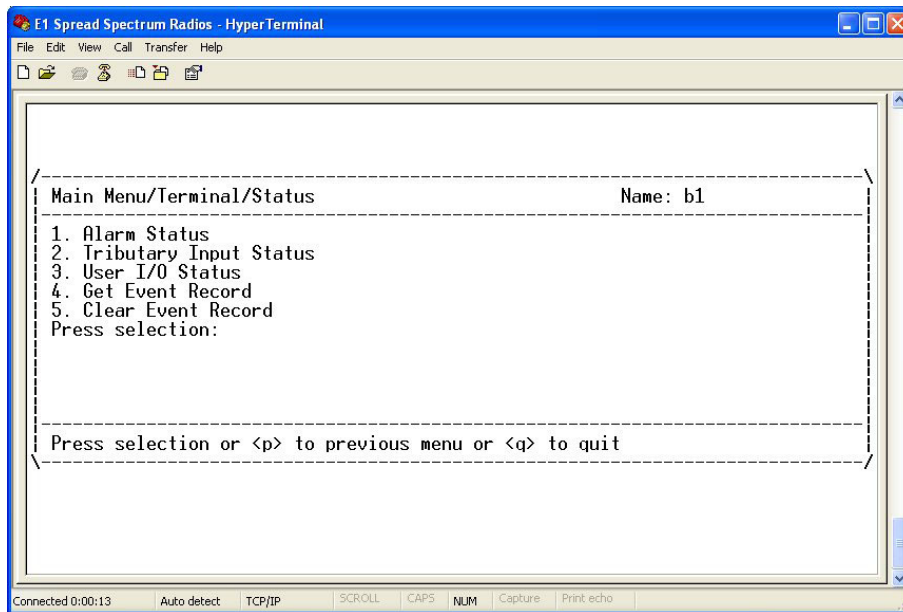 E1 Spread Spectrum Radios - HyperTerminal
File Edit View Call Transfer Help
Main Menu/Terminal/Status Name: b1
1. Alarm Status
2. Tributary Input Status
3. User I/O Status
4. Get Event Record
5. Clear Event Record
Press selection:
Press selection or <p> to previous menu or <q> to quit
Connected 0:00:13 Auto detect TCP/IP SCROLL CAPS NUM Capture Print echo